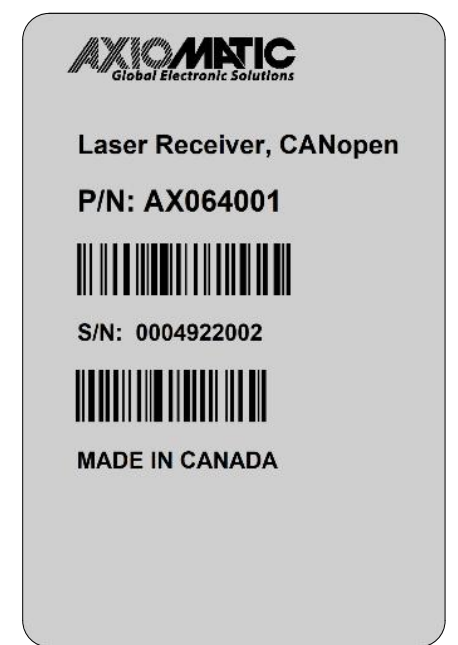 AXIOMATIC
Global Electronic Solutions
Laser Receiver, CANopen
P/N: AX064001
S/N: 0004922002
MADE IN CANADA